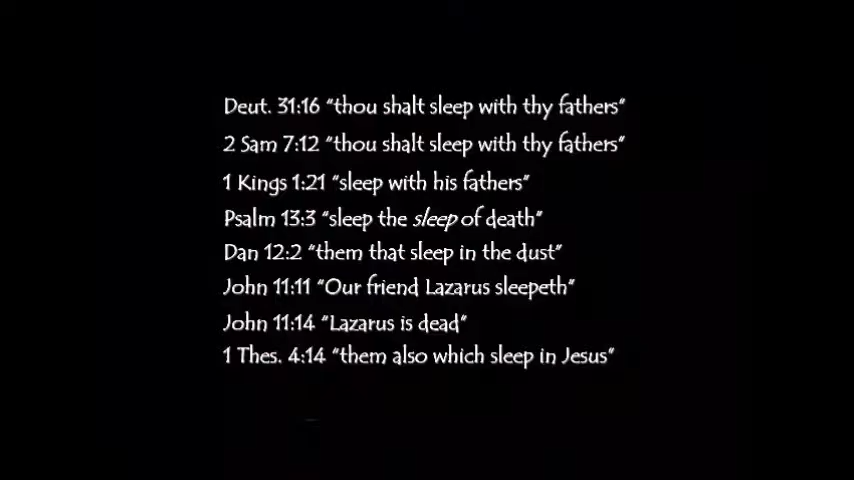 Deut. 31:16 "thou shalt sleep with thy fathers"
2 Sam 7:12 "thou shalt sleep with thy fathers"
1 Kings 1:21 "sleep with his fathers"
Psalm 13:3 "sleep the sleep of death"
Dan 12:2 "them that sleep in the dust"
John 11:11 "Our friend Lazarus sleepeth"
John 11:14 "Lazarus is dead"
1 Thes. 4:14 "them also which sleep in Jesus"